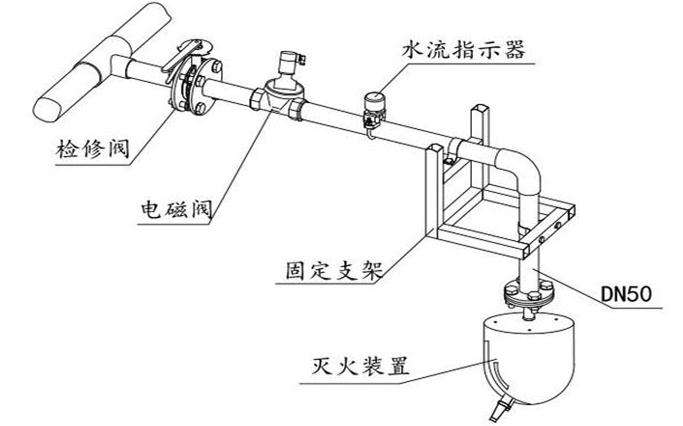 水流指示器
检修阀
电磁阀
固定支架
DN50
灭火装置